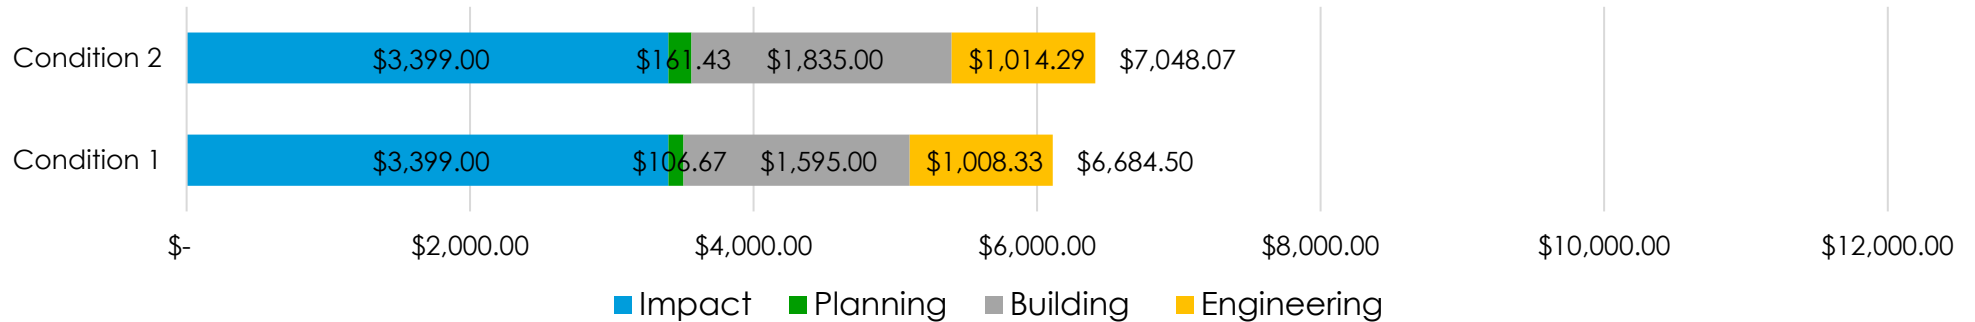 Condition 2 $3,399.00 $161.43 $1,835.00 $1,014.29 $7,048.07
Condition 1 $3,399.00 $106.67 $1,595.00 $1,008.33 $6,684.50
$- $2,000.00 $4,000.00 $6,000.00 $8,000.00 $10,000.00 $12,000.00
Impact Planning Building Engineering